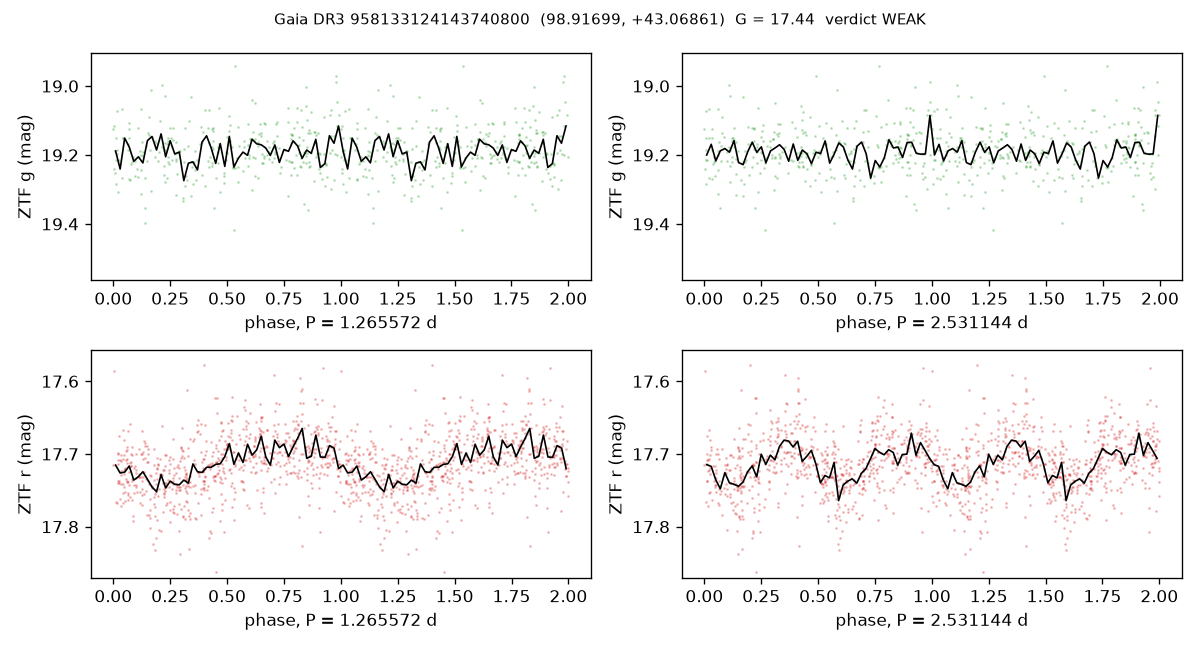 Gaia DR3 958133124143740800 (98.91699, +43.06861) G = 17.44 verdict WEAK
ZTF g (mag)
19.0
19.2
19.4
0.00 0.25 0.50 0.75 1.00 1.25 1.50 1.75 2.00
phase, P = 1.265572 d
ZTF g (mag)
19.0
19.2
19.4
0.00 0.25 0.50 0.75 1.00 1.25 1.50 1.75 2.00
phase, P = 2.531144 d
ZTF r (mag)
17.6
17.7
17.8
0.00 0.25 0.50 0.75 1.00 1.25 1.50 1.75 2.00
phase, P = 1.265572 d
ZTF r (mag)
17.6
17.7
17.8
0.00 0.25 0.50 0.75 1.00 1.25 1.50 1.75 2.00
phase, P = 2.531144 d